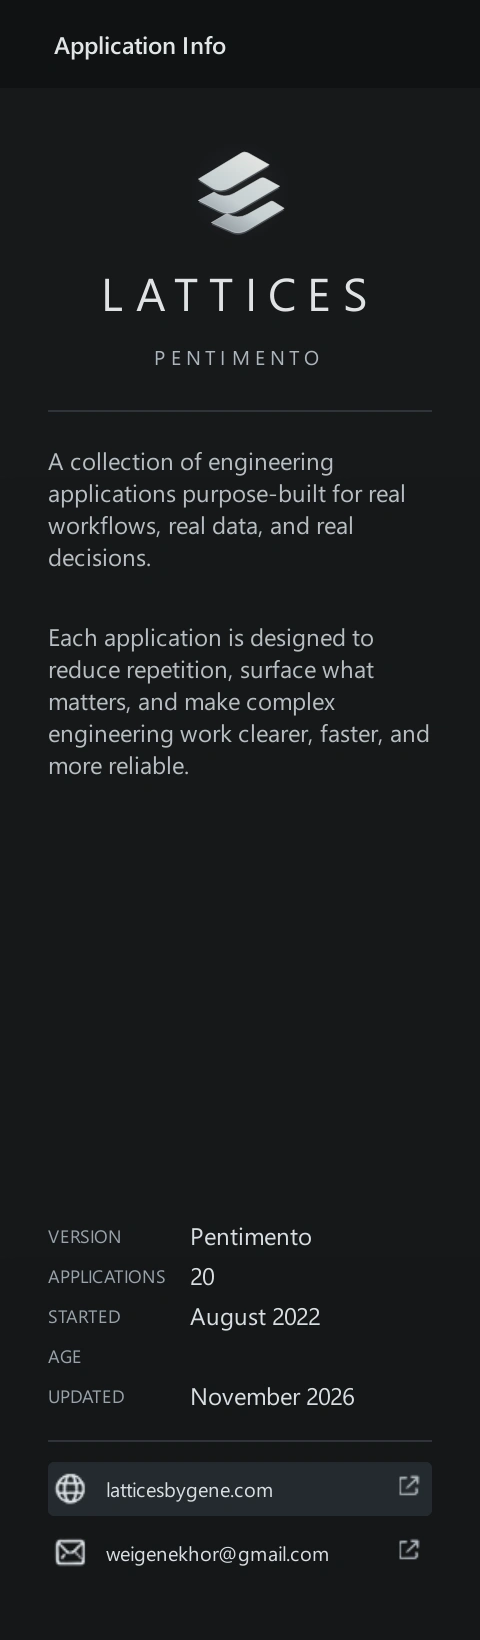 Application Info
LATTICES
PENTIMENTO
A collection of engineering
applications purpose-built for real
workflows, real data, and real
decisions.
Each application is designed to
reduce repetition, surface what
matters, and make complex
engineering work clearer, faster, and
more reliable.
VERSION Pentimento
APPLICATIONS 20
STARTED August 2022
AGE
UPDATED November 2026
latticesbygene.com
weigenekhor@gmail.com